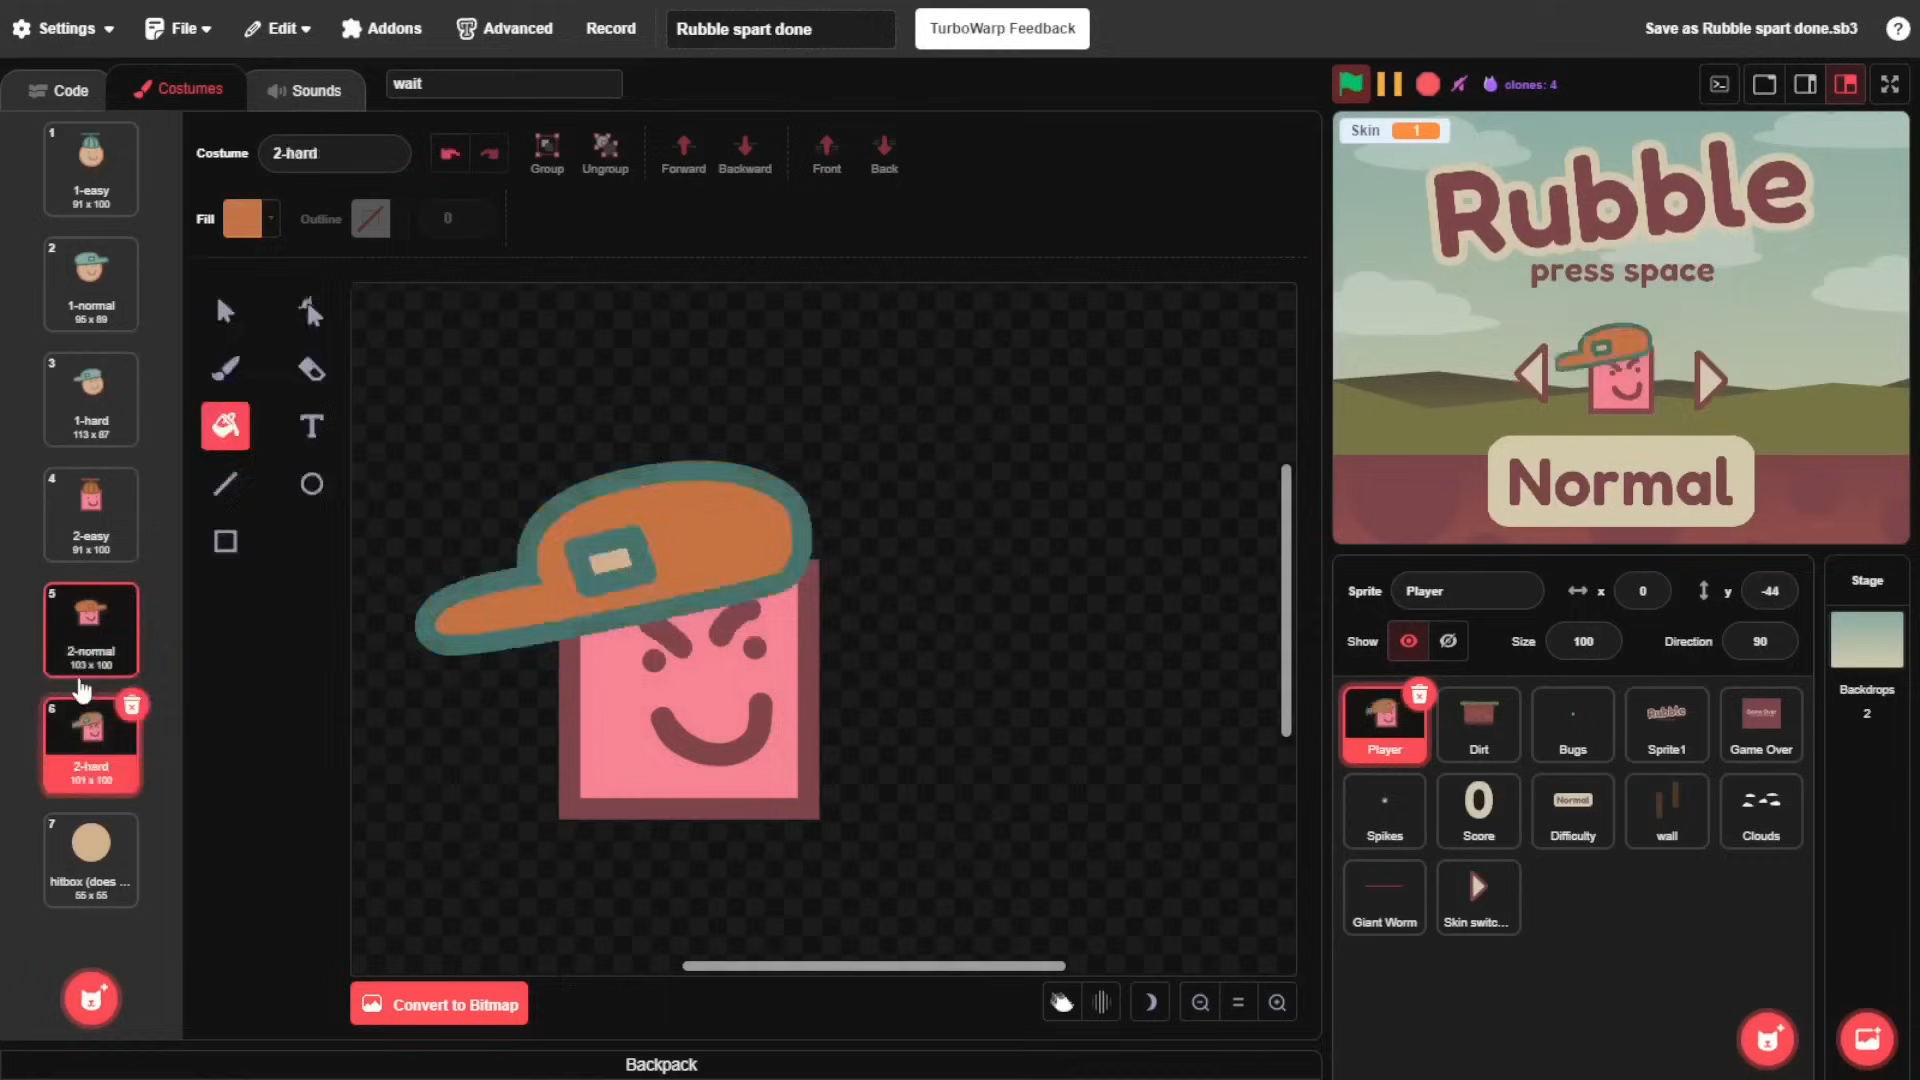 Settings File Edit Addons Advanced Record Rubble spart done TurboWarp Feedback Save as Rubble spart done.sb3 ?
Code Costumes Sounds wait clones: 4
1
1-easy
91 x 100
2
1-normal
95 x 89
3
1-hard
113 x 87
4
2-easy
91 x 100
5
2-normal
103 x 100
6
2-hard
101 x 100
7
hitbox (does ...
55 x 55
Costume 2-hard Group Ungroup Forward Backward Front Back
Fill Outline 0
T
Convert to Bitmap
Backpack
Skin 1
Rubble
press space
Normal
Sprite Player x 0 y -44
Show Size 100 Direction 90
Player Dirt Bugs Rubble Sprite1 Game Over Game Over
Spikes 0 Score Normal Difficulty wall Clouds
Giant Worm Skin switc...
Stage
Backdrops
2